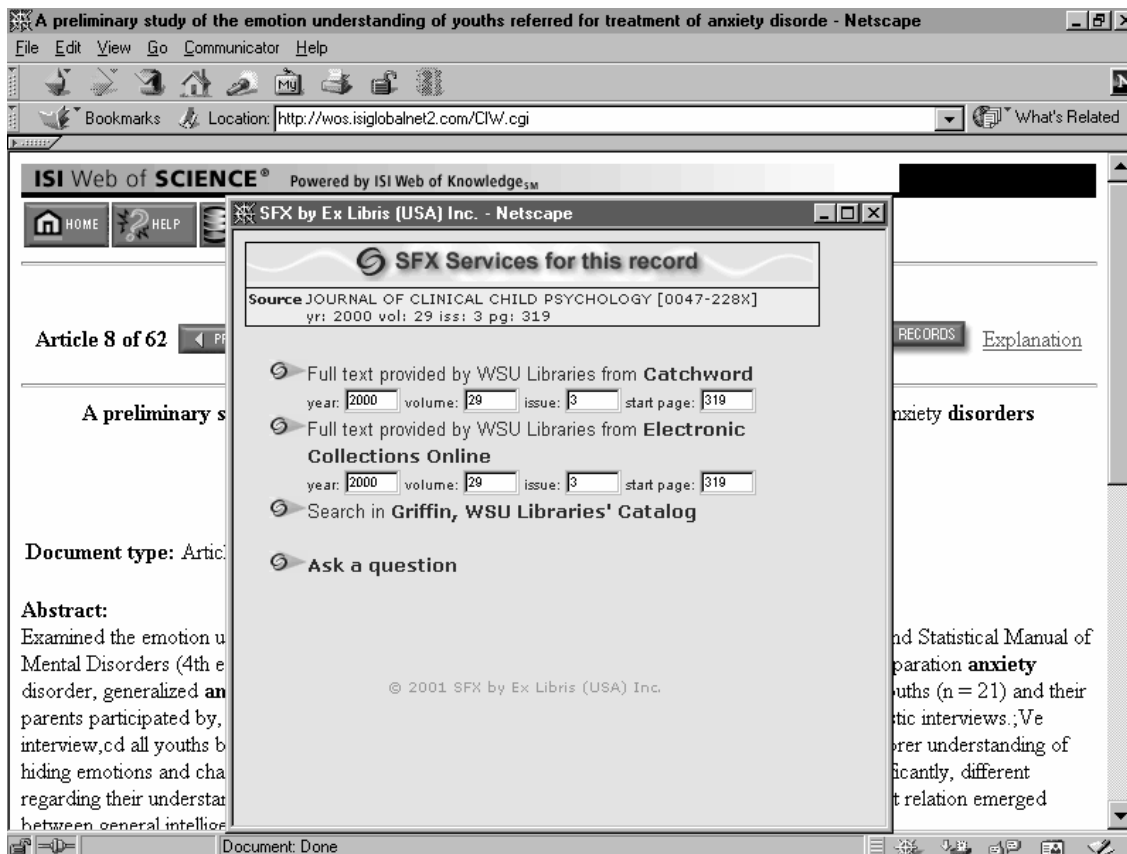 A preliminary study of the emotion understanding of youths referred for treatment of anxiety disorde - Netscape
File Edit View Go Communicator Help
My
N
Bookmarks Location: http://wos.isiglobalnet2.com/CIW.cgi What's Related
ISI Web of SCIENCE® Powered by ISI Web of Knowledge SM
HOME HELP
SFX by Ex Libris (USA) Inc. - Netscape
SFX Services for this record
Source JOURNAL OF CLINICAL CHILD PSYCHOLOGY [0047-228X]
yr: 2000 vol: 29 iss: 3 pg: 319
Article 8 of 62 RECORDS Explanation
Full text provided by WSU Libraries from Catchword
year: 2000 volume: 29 issue: 3 start page: 319
A preliminary s nxiety disorders
Full text provided by WSU Libraries from Electronic
Collections Online
year: 2000 volume: 29 issue: 3 start page: 319
Search in Griffin, WSU Libraries' Catalog
Document type: Artic
Ask a question
Abstract:
Examined the emotion u nd Statistical Manual of
Mental Disorders (4th e paration anxiety
disorder, generalized an uths (n = 21) and their
© 2001 SFX by Ex Libris (USA) Inc.
parents participated by, tic interviews.;Ve
interview,cd all youths b rer understanding of
hiding emotions and cha ficantly, different
regarding their understar t relation emerged
between general intellige
Document: Done